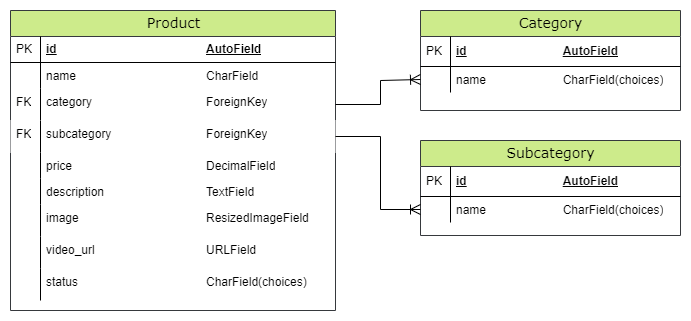 Product
PK id AutoField
name CharField
FK category ForeignKey
FK subcategory ForeignKey
price DecimalField
description TextField
image ResizedImageField
video_url URLField
status CharField(choices)
Category
PK id AutoField
name CharField(choices)
Subcategory
PK id AutoField
name CharField(choices)